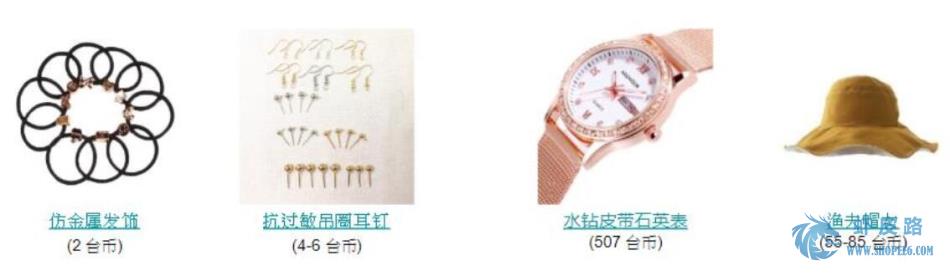 仿金属发饰
(2 台币)
抗过敏吊圈耳钉
(4-6 台币)
水钻皮带石英表
(507 台币)
渔夫帽
(55-85 台币)
虾皮路
WWW.SHOPEE6.COM